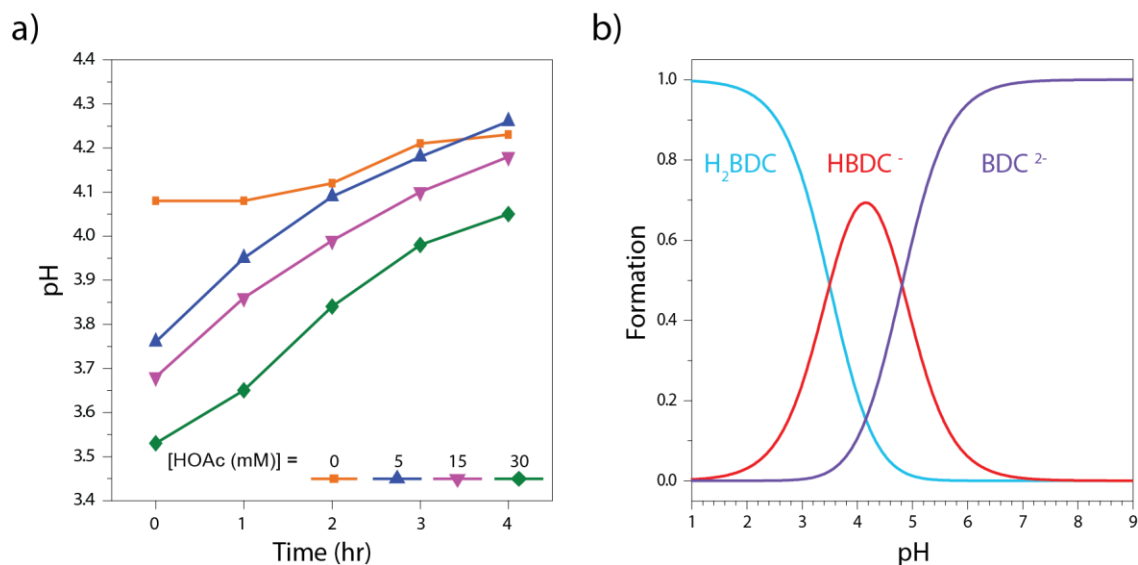 a)
4.4
4.3
4.2
4.1
4.0
3.9
3.8
3.7
3.6
3.5
3.4
pH
0 1 2 3 4
Time (hr)
[HOAc (mM)] = 0 5 15 30
b)
1.0
0.8
0.6
0.4
0.2
0.0
Formation
H₂BDC
HBDC⁻
BDC²⁻
1 2 3 4 5 6 7 8 9
pH